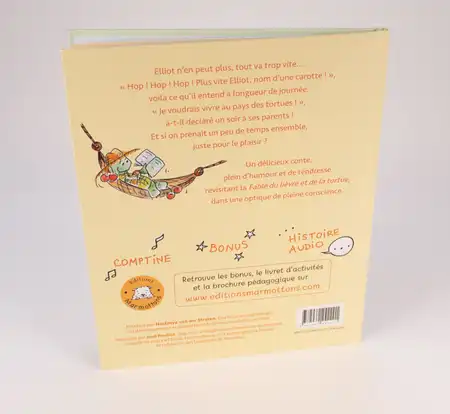 Elliot n'en peut plus, tout va trop vite...
« Hop ! Hop ! Hop ! Plus vite Elliot, nom d'une carotte ! »,
voilà ce qu'il entend à longueur de journée.
« Je voudrais vivre au pays des tortues ! »,
a-t-il déclaré un soir à ses parents !
Et si on prenait un peu de temps ensemble,
juste pour le plaisir ?
Un délicieux conte,
plein d'humour et de tendresse
revisitant la Fable du lièvre et de la tortue,
dans une optique de pleine conscience.
COMPTINE
BONUS
HISTOIRE
AUDIO
Éditions
Marmottons
Retrouve les bonus, le livret d'activités
et la brochure pédagogique sur
www.editionsmarmottons.com